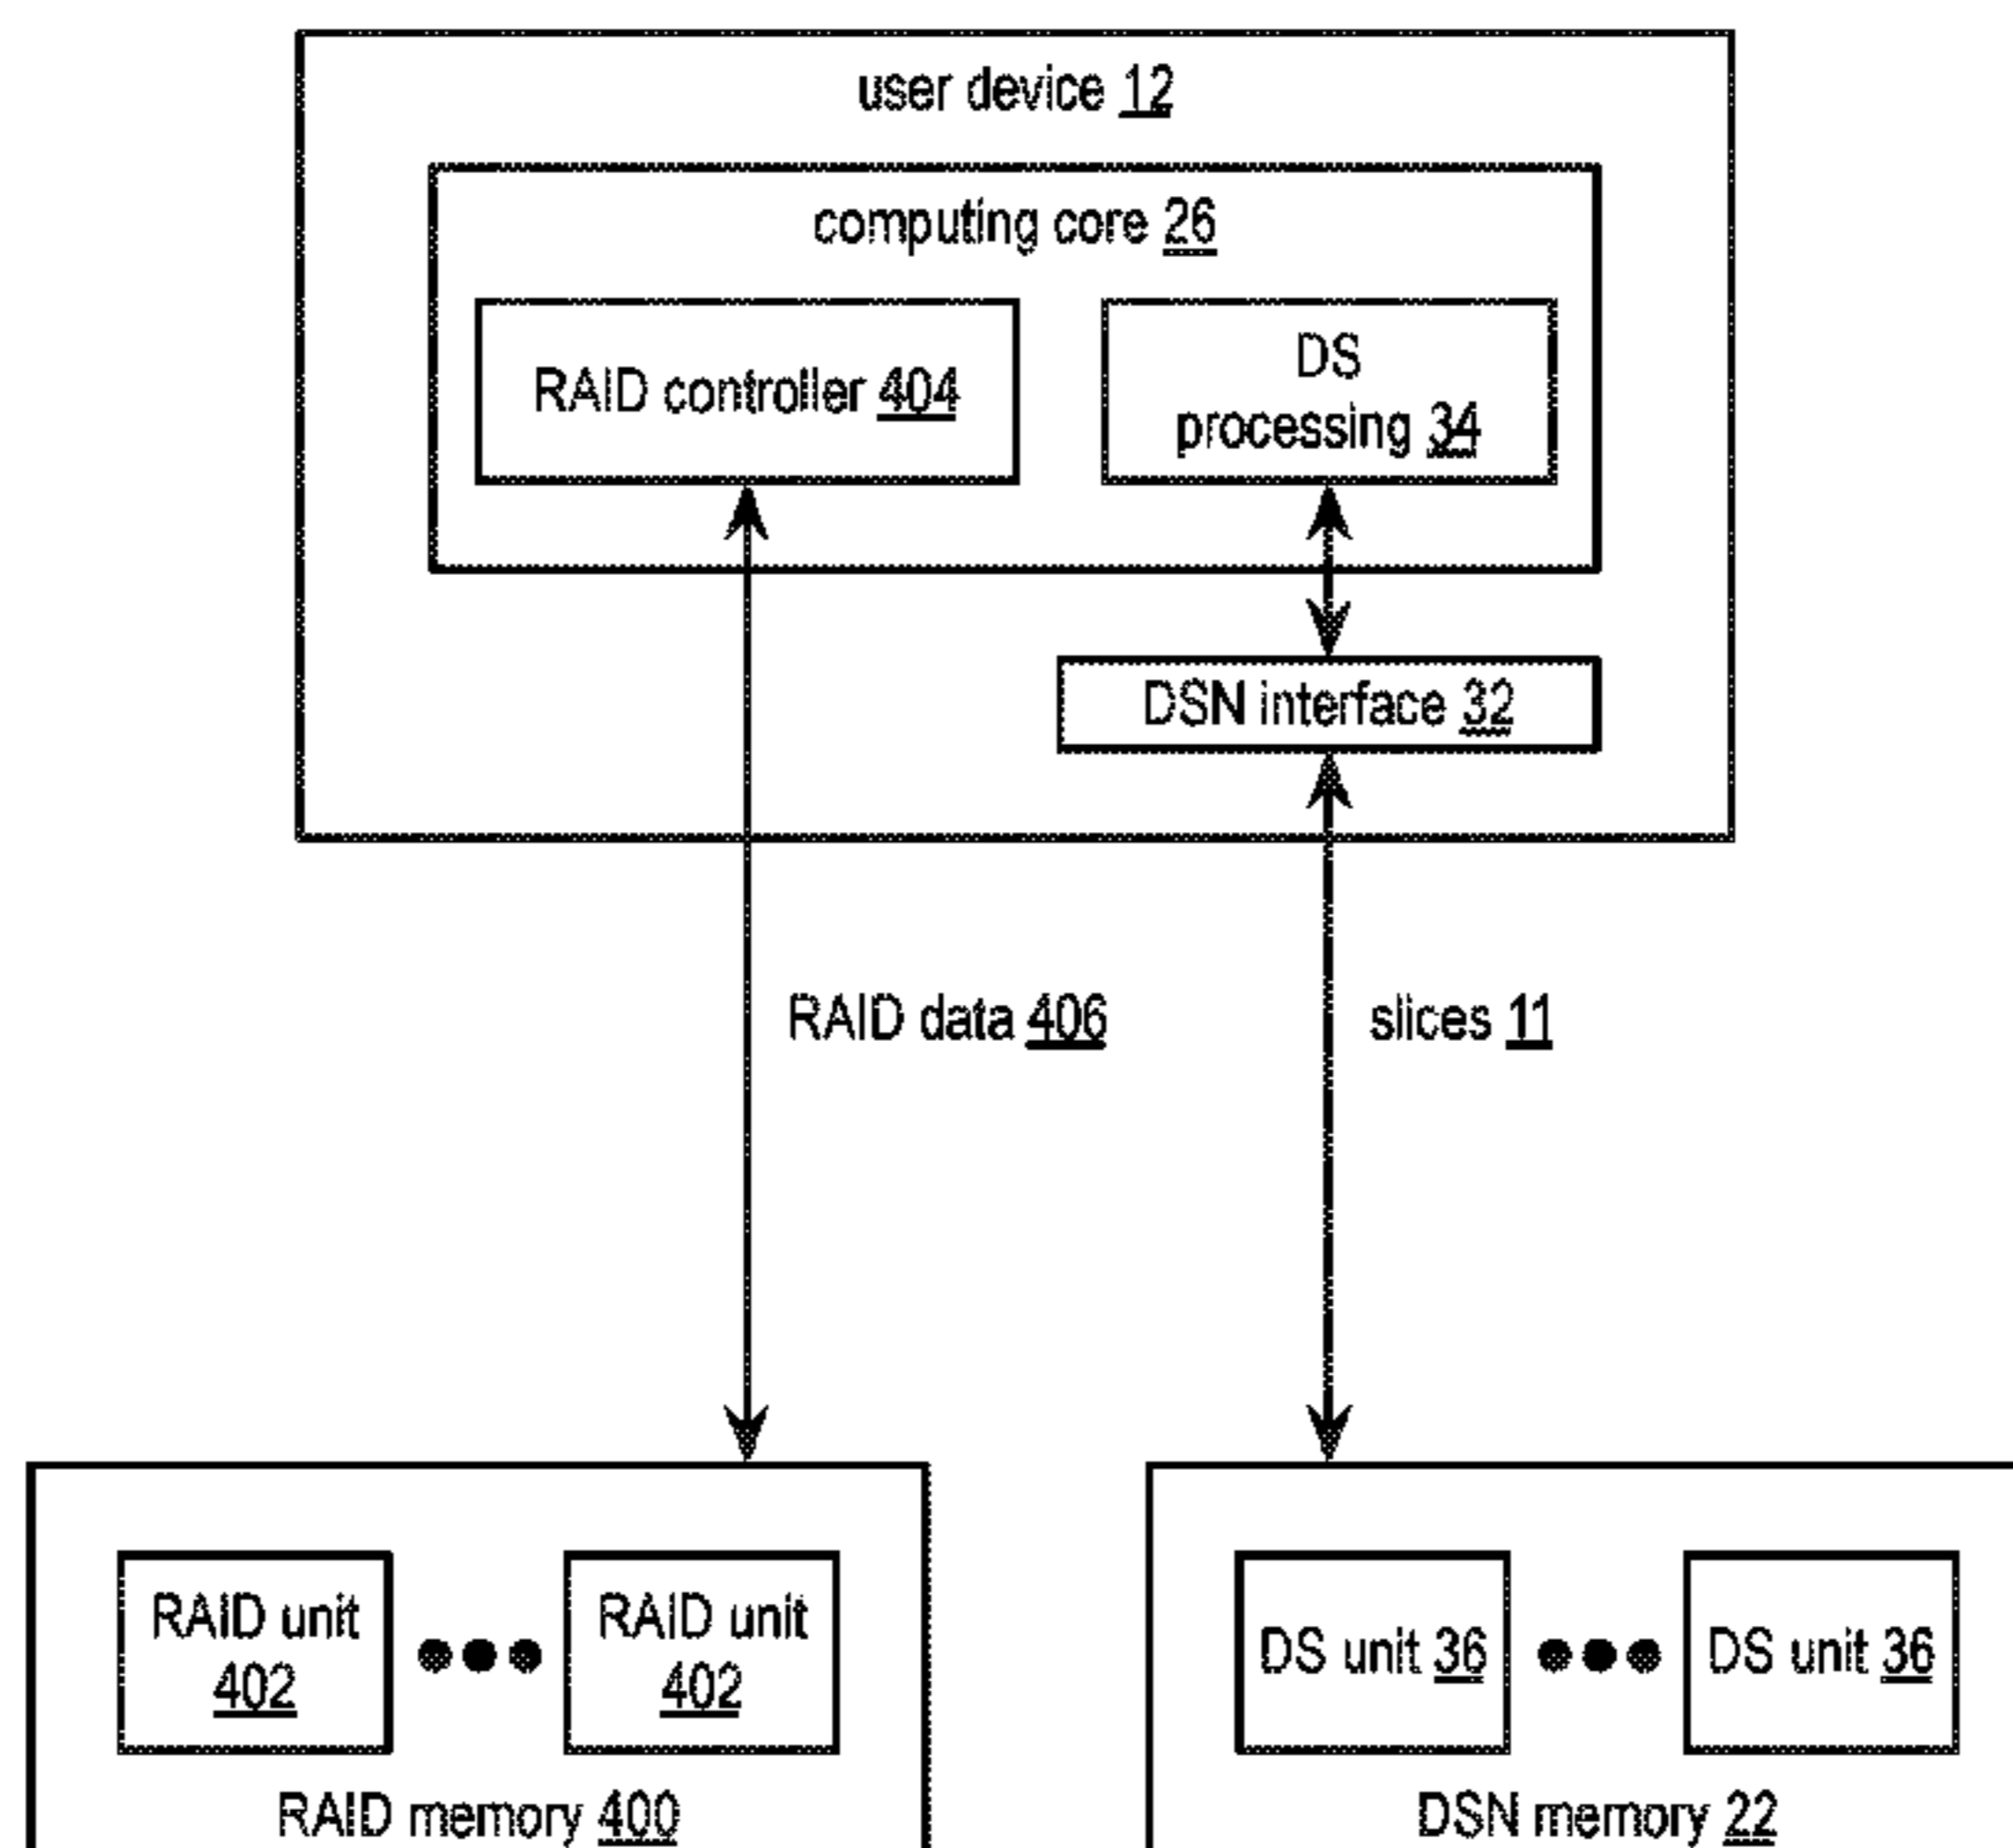 user device 12
computing core 26
RAID controller 404
DS
processing 34
DSN interface 32
RAID data 406
slices 11
RAID unit
402
RAID unit
402
DS unit 36
DS unit 36
RAID memory 400
DSN memory 22